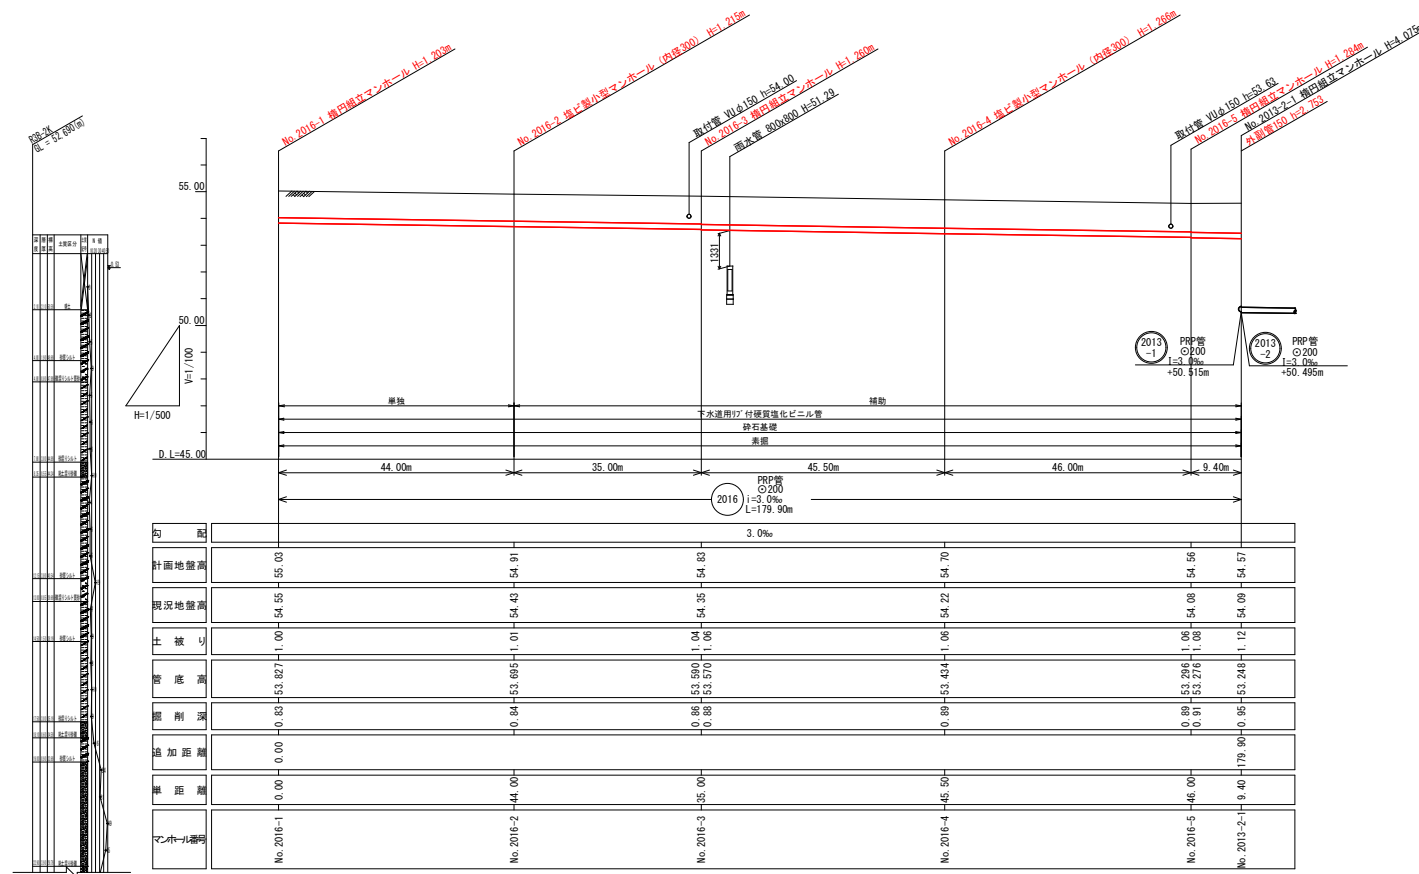 No.2016-1 楕円組立マンホール H=1.203m
No.2016-2 塩ビ製小型マンホール (内径300) H=1.215m
取付管 VUφ150 h=54.00
No.2016-3 楕円組立マンホール H=1.260m
雨水管 800x800 H=51.29
No.2016-4 塩ビ製小型マンホール (内径300) H=1.266m
取付管 VUφ150 h=53.63
No.2016-5 楕円組立マンホール H=1.284m
No.2013-2-1 楕円組立マンホール H=4.075m
外副管150 h=2.753
GL = 52.690(m)
土質区分
N 値
55.00
50.00
D.L=45.00
V=1/100
H=1/500
1331
2013
-1
PRP管
⊙200
I=3.0‰
+50.515m
2013
-2
PRP管
⊙200
I=3.0‰
+50.495m
単独
補助
下水道用リブ付硬質塩化ビニル管
砕石基礎
素掘
44.00m
35.00m
45.50m
46.00m
9.40m
2016
PRP管
⊙200
i=3.0‰
L=179.90m
勾配 3.0‰
計画地盤高 55.03 54.91 54.83 54.70 54.56 54.57
現況地盤高 54.55 54.43 54.35 54.22 54.08 54.09
土被り 1.00 1.01 1.04 1.06 1.06 1.06 1.08 1.12
管底高 53.827 53.695 53.590 53.570 53.434 53.296 53.276 53.248
掘削深 0.83 0.84 0.86 0.88 0.89 0.89 0.91 0.95
追加距離 0.00 179.90
単距離 0.00 44.00 35.00 45.50 46.00 9.40
マンホール番号 No.2016-1 No.2016-2 No.2016-3 No.2016-4 No.2016-5 No.2013-2-1